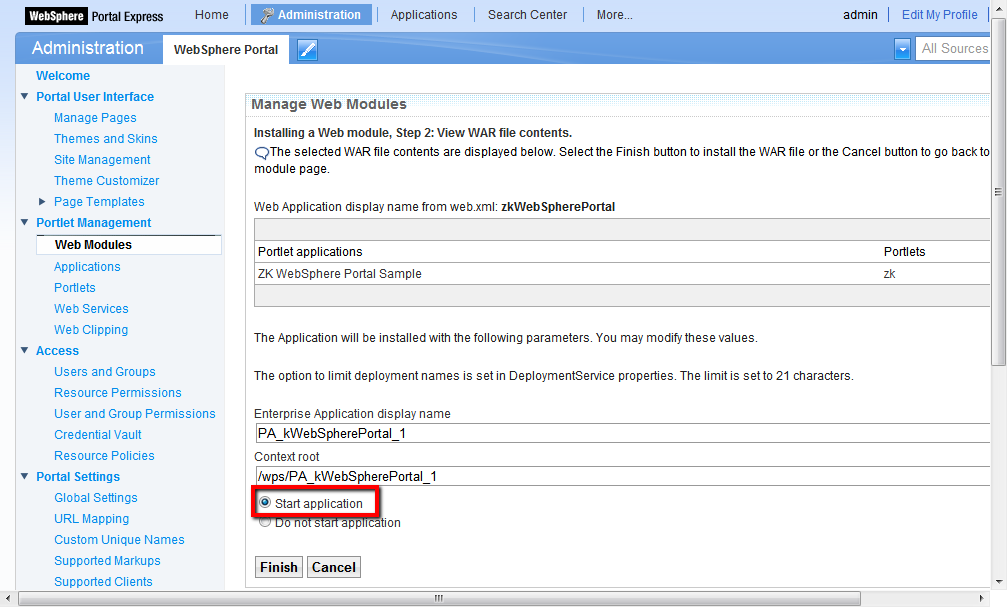 WebSphere Portal Express Home Administration Applications Search Center More... admin Edit My Profile
Administration WebSphere Portal All Sources
Welcome
Portal User Interface
Manage Pages
Themes and Skins
Site Management
Theme Customizer
Page Templates
Portlet Management
Web Modules
Applications
Portlets
Web Services
Web Clipping
Access
Users and Groups
Resource Permissions
User and Group Permissions
Credential Vault
Resource Policies
Portal Settings
Global Settings
URL Mapping
Custom Unique Names
Supported Markups
Supported Clients
Manage Web Modules
Installing a Web module, Step 2: View WAR file contents.
The selected WAR file contents are displayed below. Select the Finish button to install the WAR file or the Cancel button to go back to
module page.
Web Application display name from web.xml: zkWebSpherePortal
Portlet applications Portlets
ZK WebSphere Portal Sample zk
The Application will be installed with the following parameters. You may modify these values.
The option to limit deployment names is set in DeploymentService properties. The limit is set to 21 characters.
Enterprise Application display name
PA_kWebSpherePortal_1
Context root
/wps/PA_kWebSpherePortal_1
Start application
Do not start application
Finish Cancel